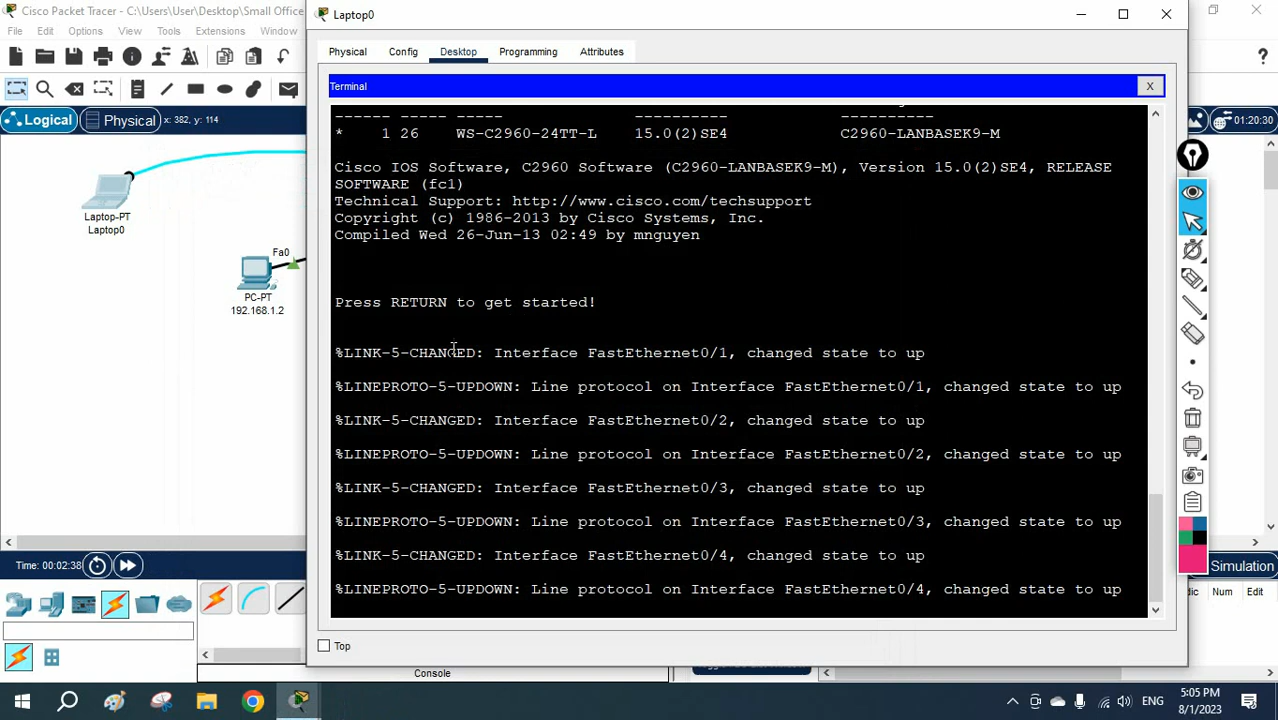 Cisco Packet Tracer - C:\Users\User\Desktop\Small Office
File Edit Options View Tools Extensions Window
Logical Physical x: 382, y: 114
Laptop-PT
Laptop0
Fa0
PC-PT
192.168.1.2
Time: 00:02:38
Laptop0
Physical Config Desktop Programming Attributes
Terminal X
------ ----- ----- ---------- ----------
* 1 26 WS-C2960-24TT-L 15.0(2)SE4 C2960-LANBASEK9-M
Cisco IOS Software, C2960 Software (C2960-LANBASEK9-M), Version 15.0(2)SE4, RELEASE
SOFTWARE (fc1)
Technical Support: http://www.cisco.com/techsupport
Copyright (c) 1986-2013 by Cisco Systems, Inc.
Compiled Wed 26-Jun-13 02:49 by mnguyen
Press RETURN to get started!
%LINK-5-CHANGED: Interface FastEthernet0/1, changed state to up
%LINEPROTO-5-UPDOWN: Line protocol on Interface FastEthernet0/1, changed state to up
%LINK-5-CHANGED: Interface FastEthernet0/2, changed state to up
%LINEPROTO-5-UPDOWN: Line protocol on Interface FastEthernet0/2, changed state to up
%LINK-5-CHANGED: Interface FastEthernet0/3, changed state to up
%LINEPROTO-5-UPDOWN: Line protocol on Interface FastEthernet0/3, changed state to up
%LINK-5-CHANGED: Interface FastEthernet0/4, changed state to up
%LINEPROTO-5-UPDOWN: Line protocol on Interface FastEthernet0/4, changed state to up
Top
Console
01:20:30
Simulation
Num Edit
ENG
5:05 PM
8/1/2023